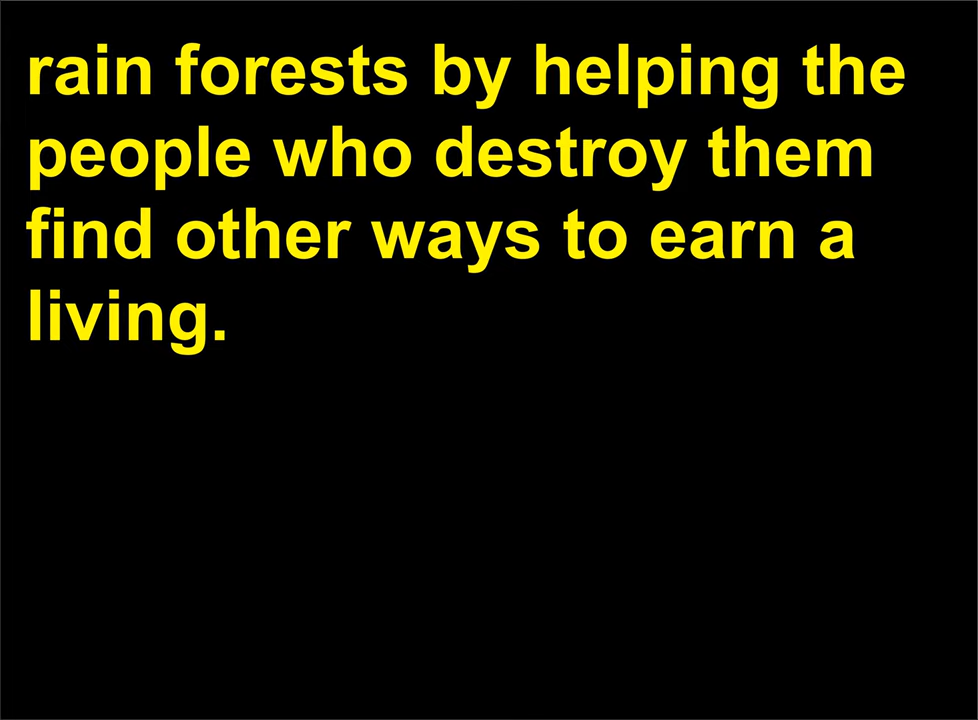 rain forests by helping the
people who destroy them
find other ways to earn a
living.